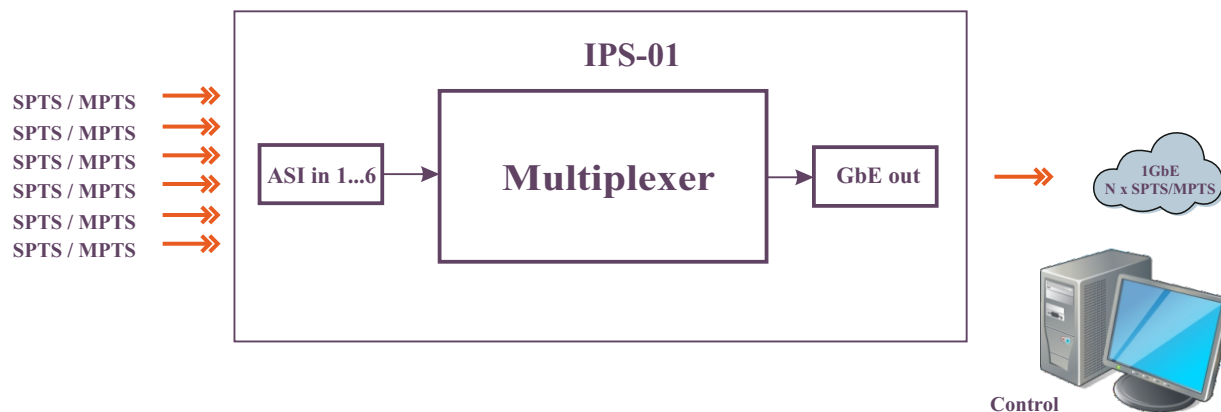 IPS-01
SPTS / MPTS
SPTS / MPTS
SPTS / MPTS
SPTS / MPTS
SPTS / MPTS
SPTS / MPTS
ASI in 1...6
Multiplexer
GbE out
1GbE
N x SPTS/MPTS
Control